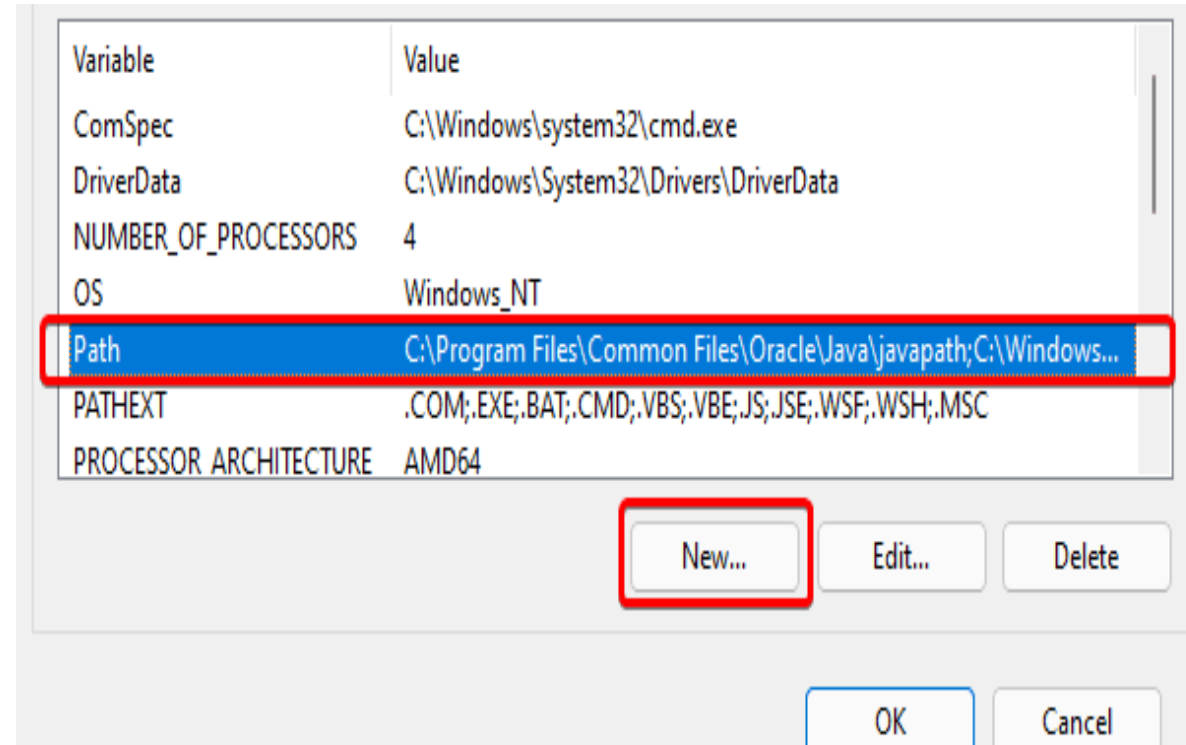 Variable Value
ComSpec C:\Windows\system32\cmd.exe
DriverData C:\Windows\System32\Drivers\DriverData
NUMBER_OF_PROCESSORS 4
OS Windows_NT
Path C:\Program Files\Common Files\Oracle\Java\javapath;C:\Windows...
PATHEXT .COM;.EXE;.BAT;.CMD;.VBS;.VBE;.JS;.JSE;.WSF;.WSH;.MSC
PROCESSOR_ARCHITECTURE AMD64
New... Edit... Delete
OK Cancel